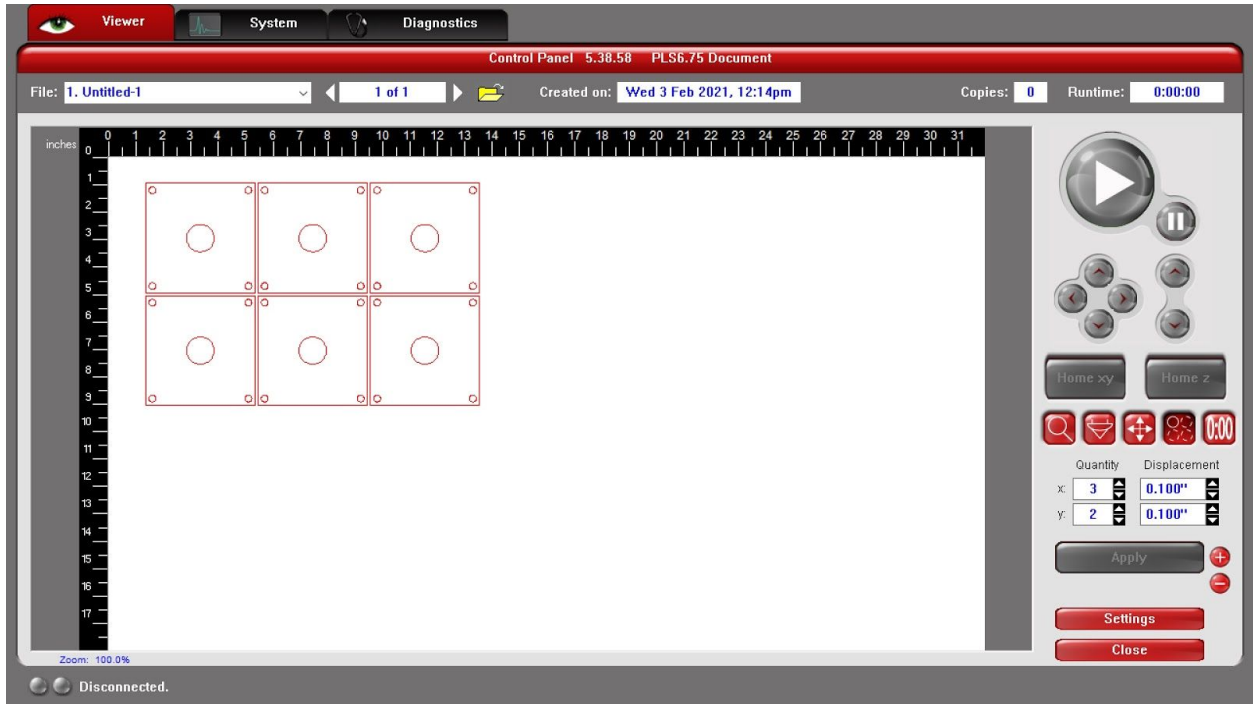 Viewer System Diagnostics
Control Panel 5.38.58 PLS6.75 Document
File: 1. Untitled-1 1 of 1 Created on: Wed 3 Feb 2021, 12:14pm Copies: 0 Runtime: 0:00:00
0 1 2 3 4 5 6 7 8 9 10 11 12 13 14 15 16 17 18 19 20 21 22 23 24 25 26 27 28 29 30 31
inches
0
1
2
3
4
5
6
7
8
9
10
11
12
13
14
15
16
17
Home xy Home z
0:00
Quantity Displacement
x: 3 0.100"
y: 2 0.100"
Apply
Settings
Close
Zoom: 100.0%
Disconnected.